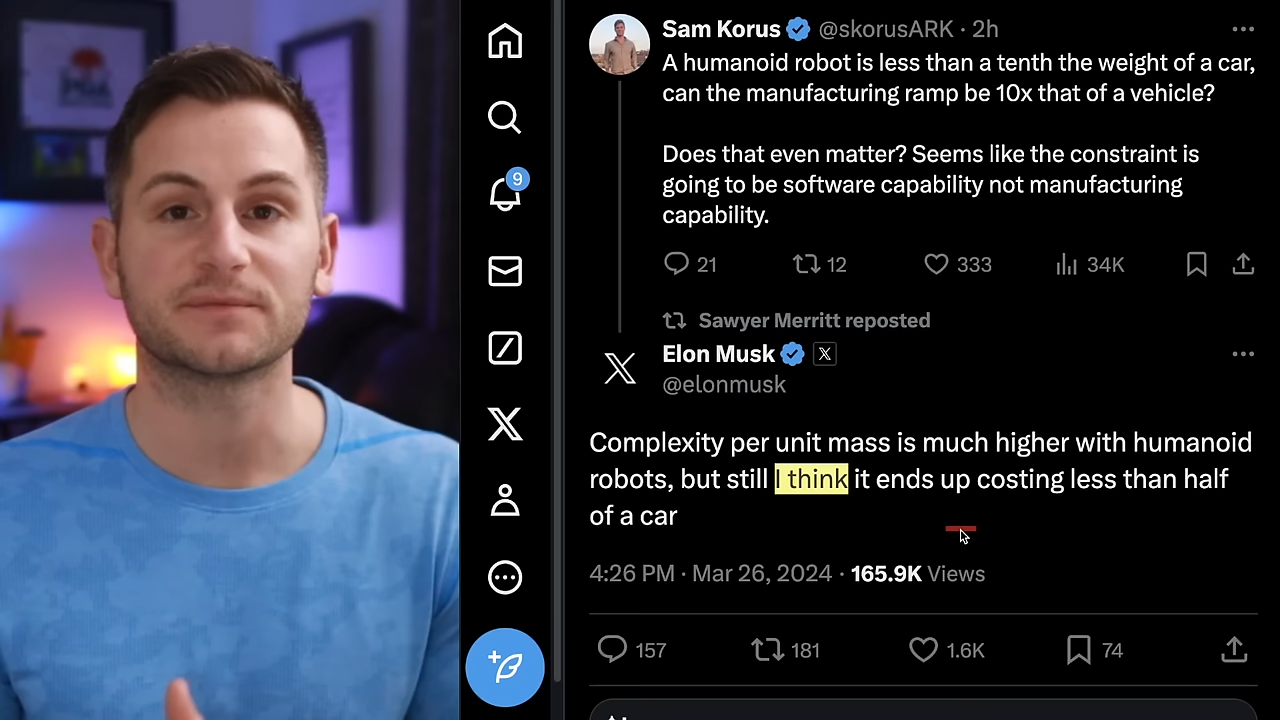 Sam Korus @skorusARK · 2h
A humanoid robot is less than a tenth the weight of a car,
can the manufacturing ramp be 10x that of a vehicle?
Does that even matter? Seems like the constraint is
going to be software capability not manufacturing
capability.
21 12 333 34K
Sawyer Merritt reposted
Elon Musk
@elonmusk
Complexity per unit mass is much higher with humanoid
robots, but still I think it ends up costing less than half
of a car
4:26 PM · Mar 26, 2024 · 165.9K Views
157 181 1.6K 74
9